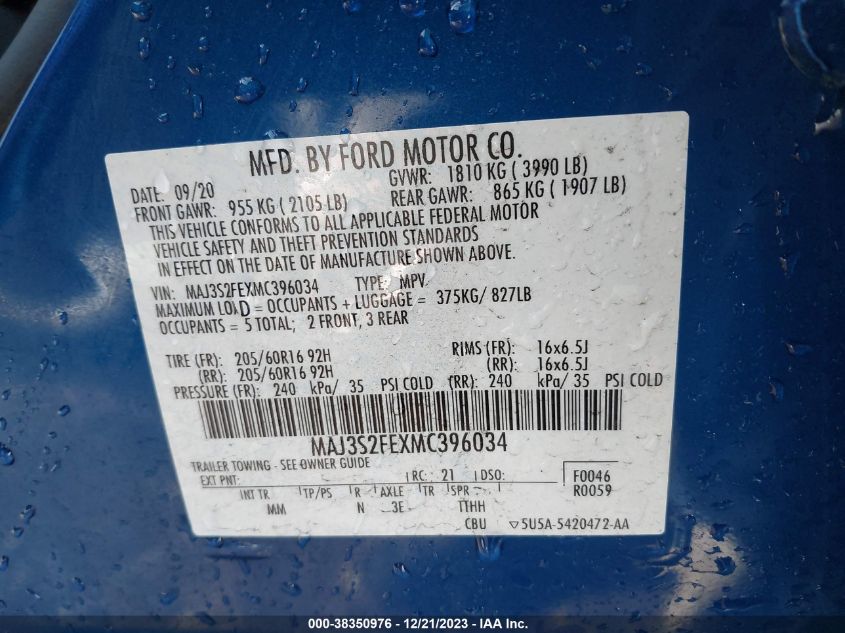 MFD. BY FORD MOTOR CO.
DATE: 09/20 GVWR: 1810 KG ( 3990 LB)
FRONT GAWR: 955 KG ( 2105 LB) REAR GAWR: 865 KG ( 1907 LB)
THIS VEHICLE CONFORMS TO ALL APPLICABLE FEDERAL MOTOR
VEHICLE SAFETY AND THEFT PREVENTION STANDARDS
IN EFFECT ON THE DATE OF MANUFACTURE SHOWN ABOVE.
VIN: MAJ3S2FEXMC396034 TYPE: MPV
MAXIMUM LOAD = OCCUPANTS + LUGGAGE = 375KG/ 827LB
OCCUPANTS = 5 TOTAL; 2 FRONT, 3 REAR
TIRE (FR): 205/60R16 92H RIMS (FR): 16x6.5J
(RR): 205/60R16 92H (RR): 16x6.5J
PRESSURE (FR): 240 kPa/ 35 PSI COLD (RR): 240 kPa/ 35 PSI COLD
MAJ3S2FEXMC396034
TRAILER TOWING - SEE OWNER GUIDE
EXT PNT: RC: 21 DSO: F0046
INT TR TP/PS R AXLE TR SPR R0059
MM N 3E TTHH
CBU ▽5U5A-5420472-AA
000-38350976 - 12/21/2023 - IAA Inc.